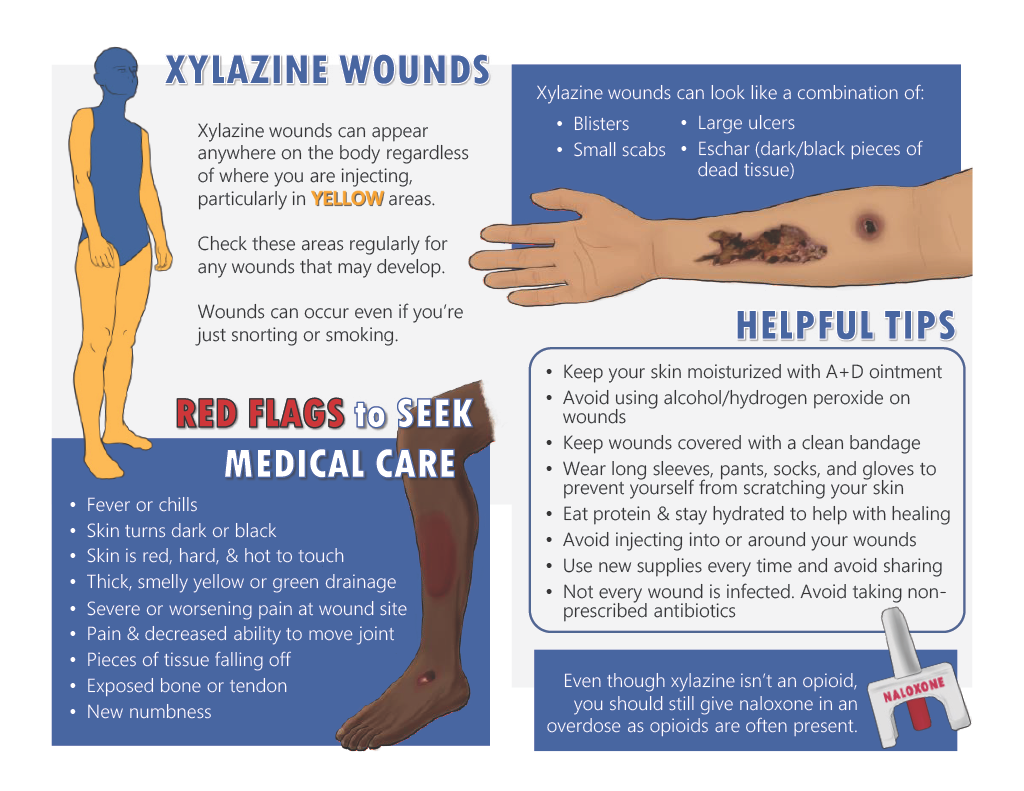 XYLAZINE WOUNDS
Xylazine wounds can appear
anywhere on the body regardless
of where you are injecting,
particularly in YELLOW areas.
Check these areas regularly for
any wounds that may develop.
Wounds can occur even if you're
just snorting or smoking.
RED FLAGS to SEEK
MEDICAL CARE
• Fever or chills
• Skin turns dark or black
• Skin is red, hard, & hot to touch
• Thick, smelly yellow or green drainage
• Severe or worsening pain at wound site
• Pain & decreased ability to move joint
• Pieces of tissue falling off
• Exposed bone or tendon
• New numbness
Xylazine wounds can look like a combination of:
• Blisters
• Small scabs
• Large ulcers
• Eschar (dark/black pieces of
dead tissue)
HELPFUL TIPS
• Keep your skin moisturized with A+D ointment
• Avoid using alcohol/hydrogen peroxide on
wounds
• Keep wounds covered with a clean bandage
• Wear long sleeves, pants, socks, and gloves to
prevent yourself from scratching your skin
• Eat protein & stay hydrated to help with healing
• Avoid injecting into or around your wounds
• Use new supplies every time and avoid sharing
• Not every wound is infected. Avoid taking non-
prescribed antibiotics
Even though xylazine isn't an opioid,
you should still give naloxone in an
overdose as opioids are often present.
NALOXONE